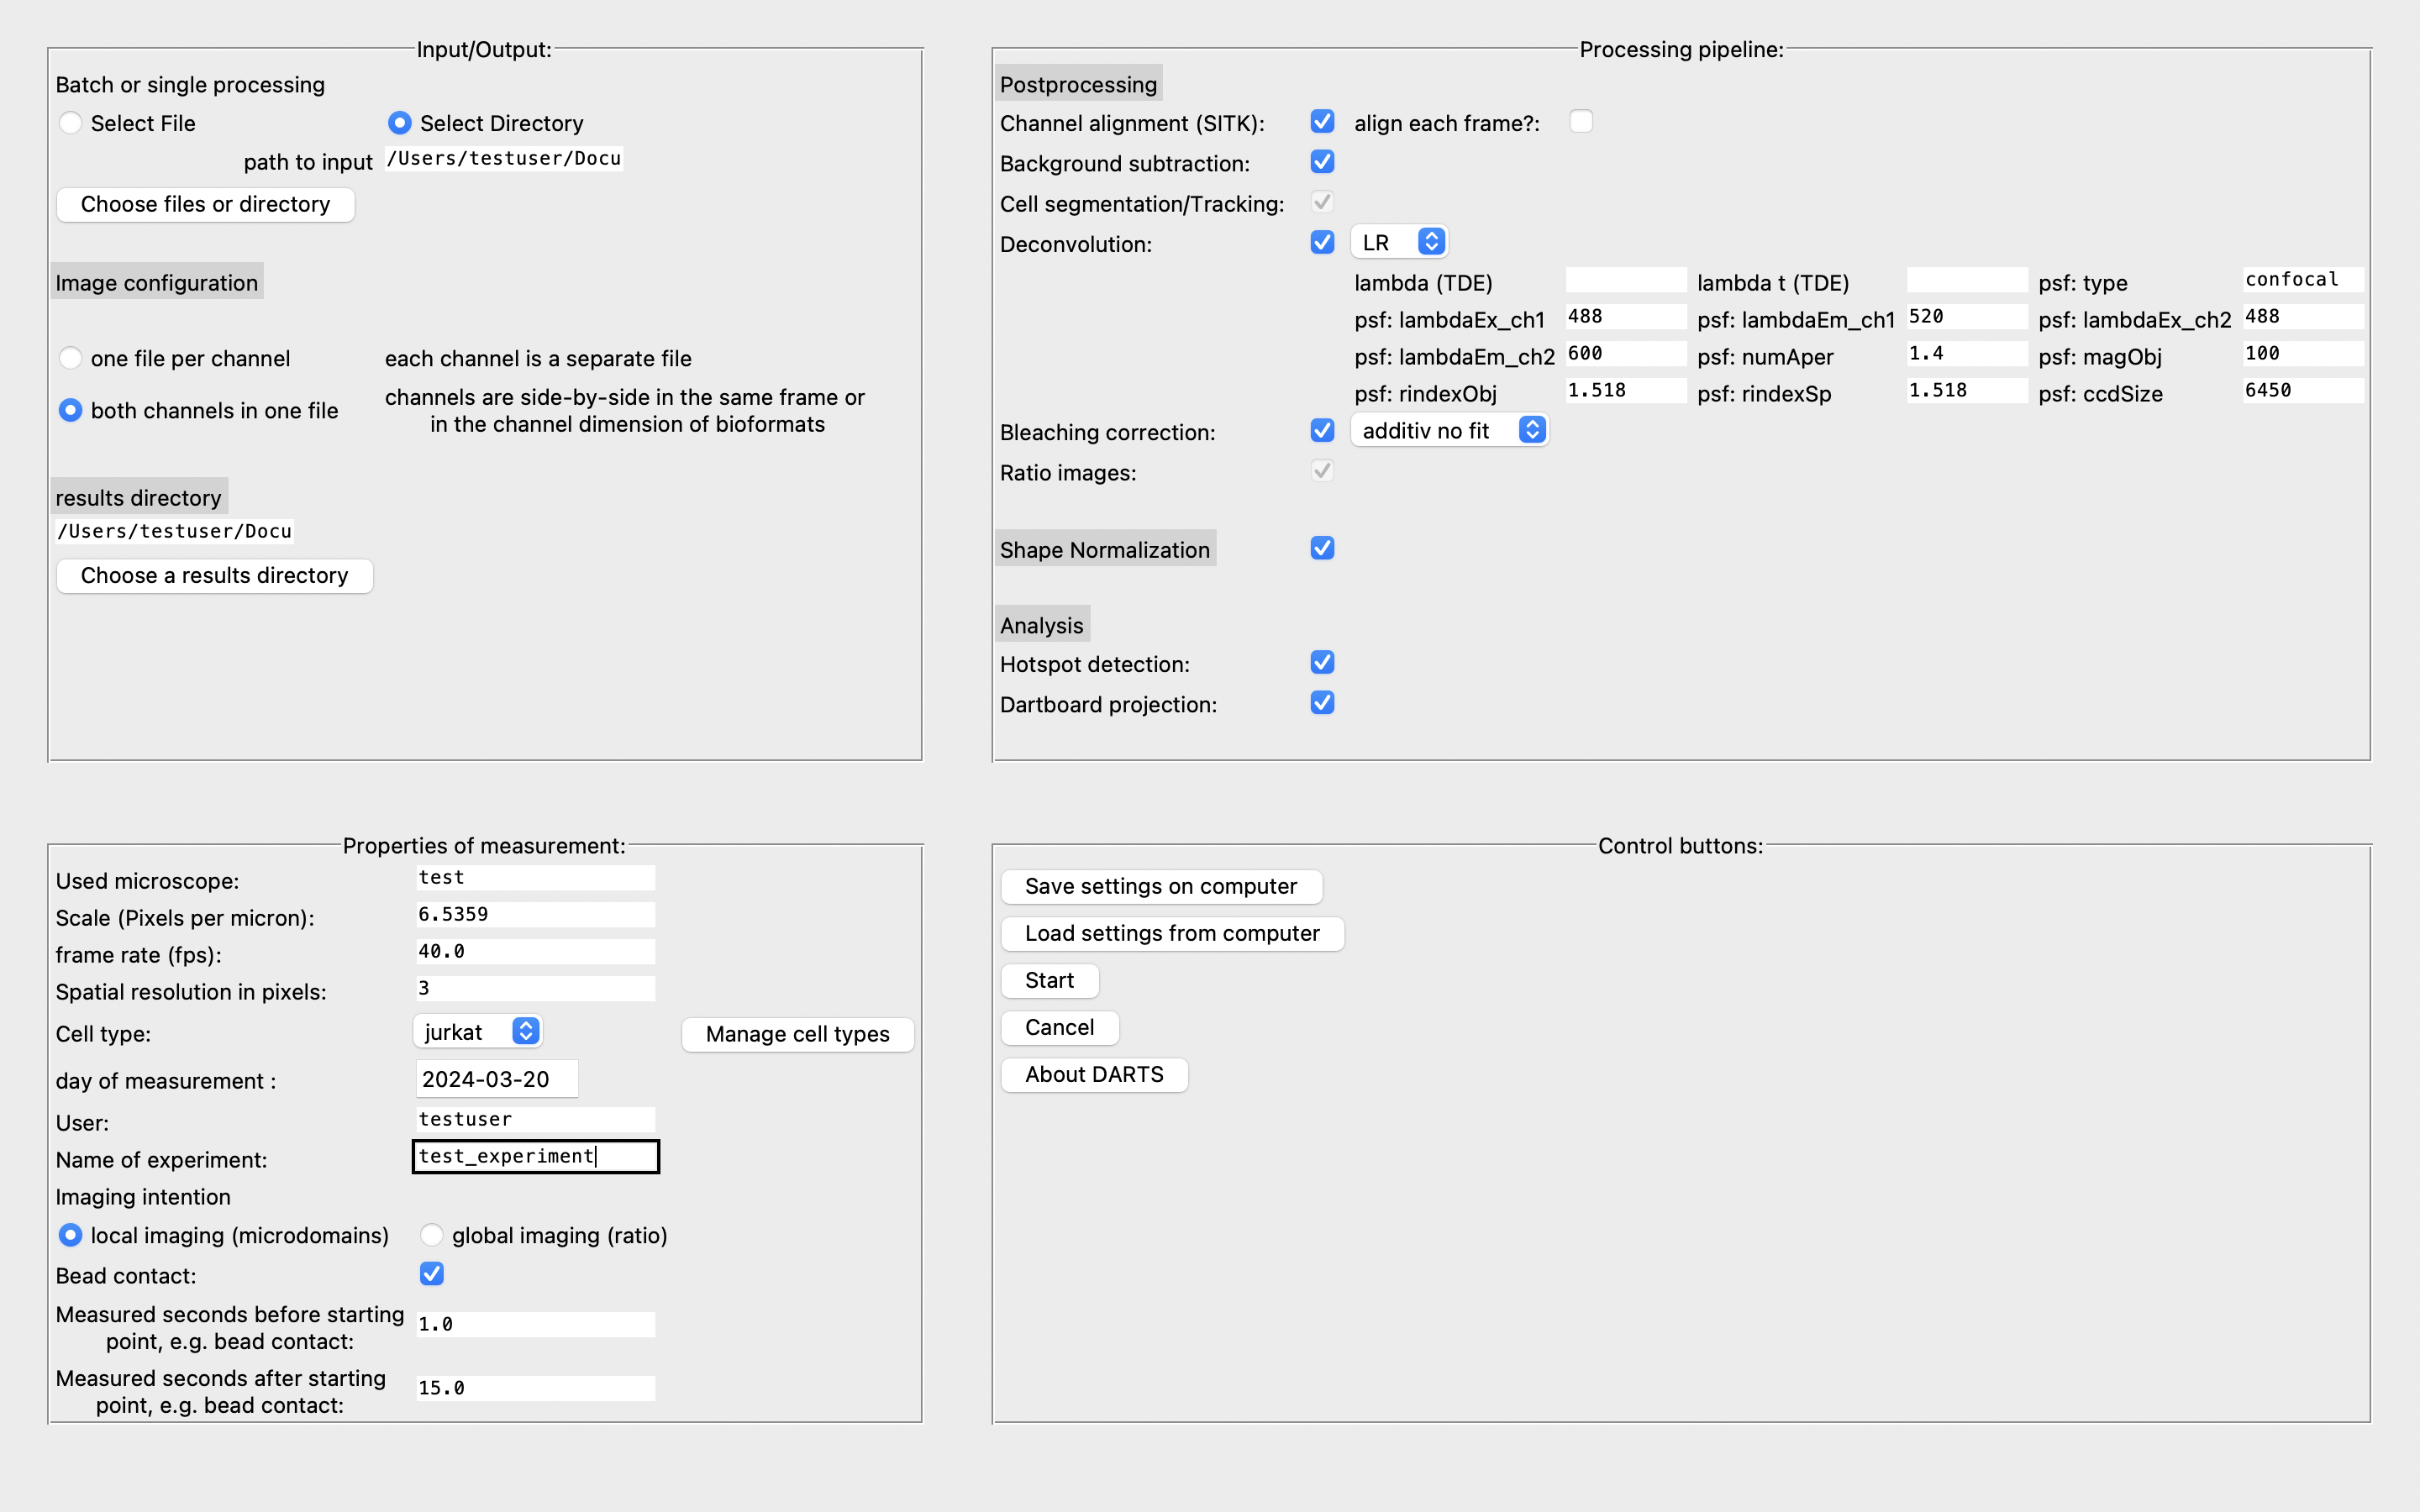 Input/Output:
Batch or single processing
Select File
Select Directory
path to input
/Users/testuser/Docu
Choose files or directory
Image configuration
one file per channel
each channel is a separate file
both channels in one file
channels are side-by-side in the same frame or
in the channel dimension of bioformats
results directory
/Users/testuser/Docu
Choose a results directory
Processing pipeline:
Postprocessing
Channel alignment (SITK):
align each frame?:
Background subtraction:
Cell segmentation/Tracking:
Deconvolution:
LR
lambda (TDE)
lambda t (TDE)
psf: type
confocal
psf: lambdaEx_ch1
488
psf: lambdaEm_ch1
520
psf: lambdaEx_ch2
488
psf: lambdaEm_ch2
600
psf: numAper
1.4
psf: magObj
100
psf: rindexObj
1.518
psf: rindexSp
1.518
psf: ccdSize
6450
Bleaching correction:
additiv no fit
Ratio images:
Shape Normalization
Analysis
Hotspot detection:
Dartboard projection:
Properties of measurement:
Used microscope:
test
Scale (Pixels per micron):
6.5359
frame rate (fps):
40.0
Spatial resolution in pixels:
3
Cell type:
jurkat
Manage cell types
day of measurement :
2024-03-20
User:
testuser
Name of experiment:
test_experiment
Imaging intention
local imaging (microdomains)
global imaging (ratio)
Bead contact:
Measured seconds before starting
point, e.g. bead contact:
1.0
Measured seconds after starting
point, e.g. bead contact:
15.0
Control buttons:
Save settings on computer
Load settings from computer
Start
Cancel
About DARTS